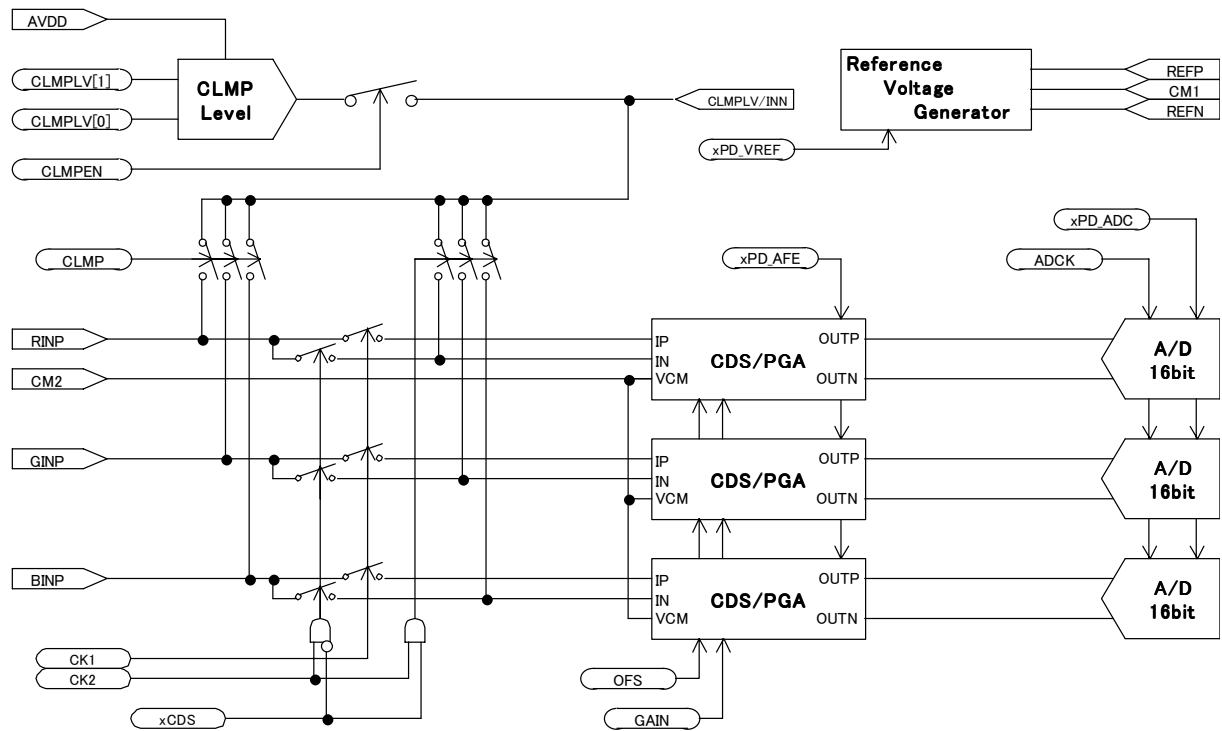 AVDD
CLMPLV[1]
CLMPLV[0]
CLMP
Level
CLMPEN
CLMPLV/INN
Reference
Voltage
Generator
REFP
CM1
REFN
xPD_VREF
xPD_ADC
ADCK
xPD_AFE
CLMP
RINP
CM2
IP
IN
VCM
CDS/PGA
OUTP
OUTN
A/D
16bit
GINP
IP
IN
VCM
CDS/PGA
OUTP
OUTN
A/D
16bit
BINP
IP
IN
VCM
CDS/PGA
OUTP
OUTN
A/D
16bit
CK1
CK2
xCDS
OFS
GAIN